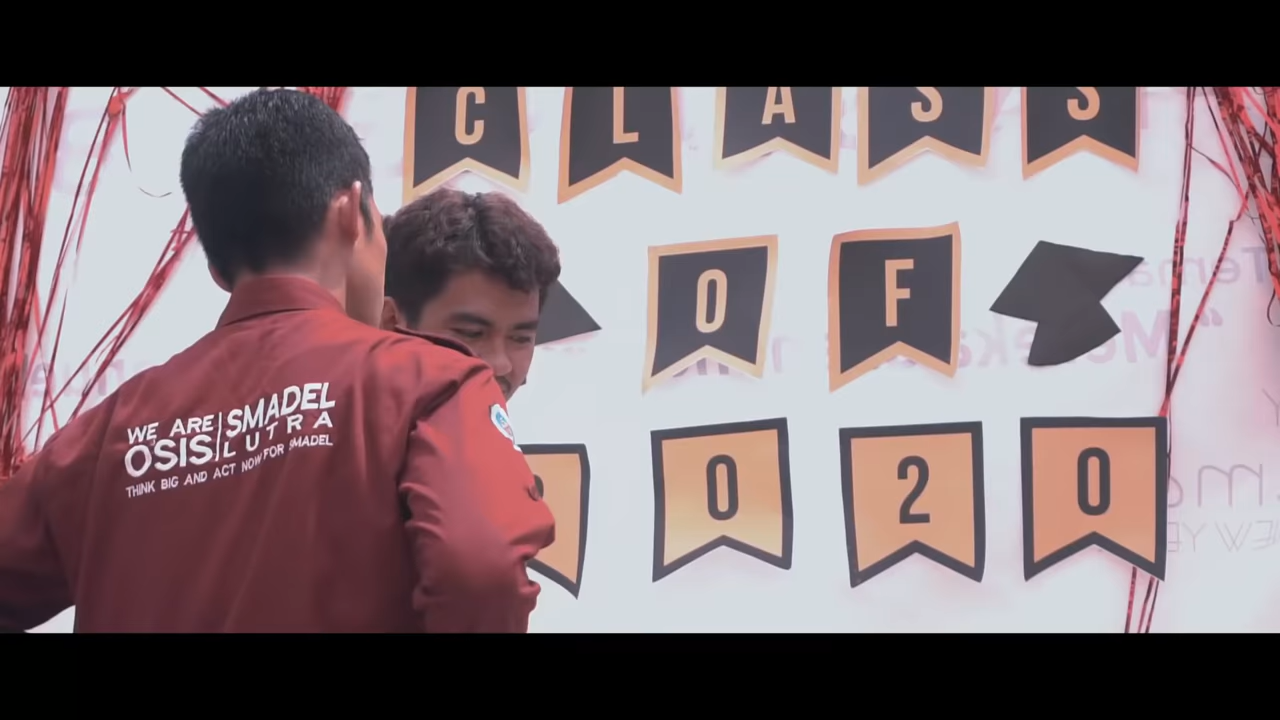 CLASS
OF
020
WE ARE
OSIS
SMADEL
LUTRA
THINK BIG AND ACT NOW FOR SMADEL